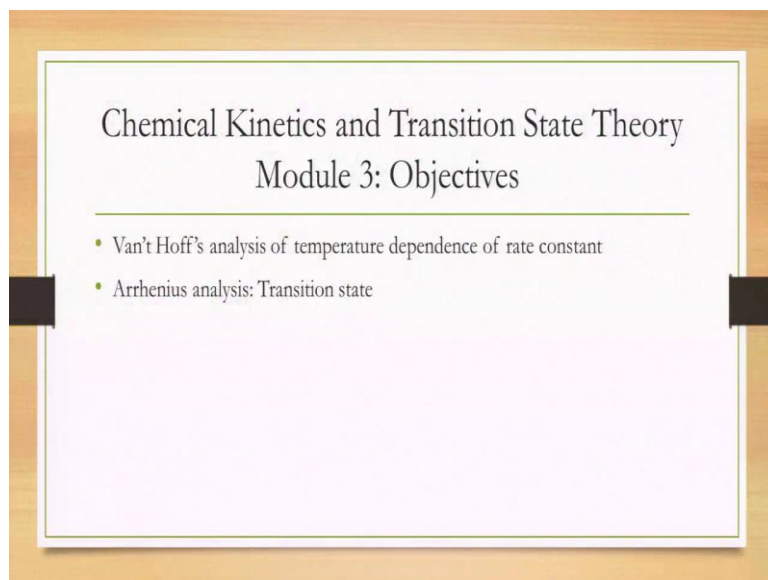 Chemical Kinetics and Transition State Theory
Module 3: Objectives
• Van't Hoff's analysis of temperature dependence of rate constant
• Arrhenius analysis: Transition state